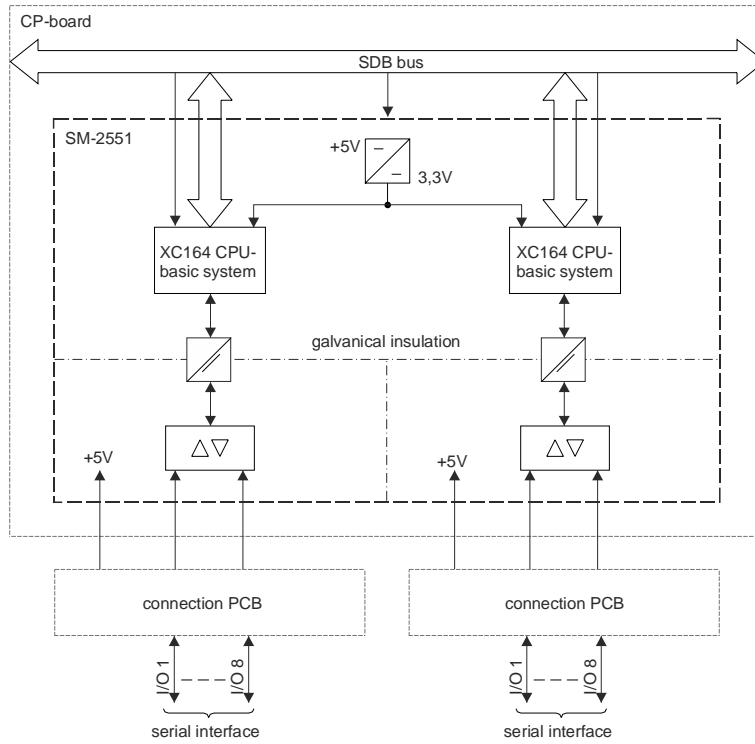 CP-board
SDB bus
SM-2551
+5V
3,3V
XC164 CPU-
basic system
XC164 CPU-
basic system
galvanical insulation
+5V
+5V
connection PCB
connection PCB
I/O 1
I/O 8
I/O 1
I/O 8
serial interface
serial interface